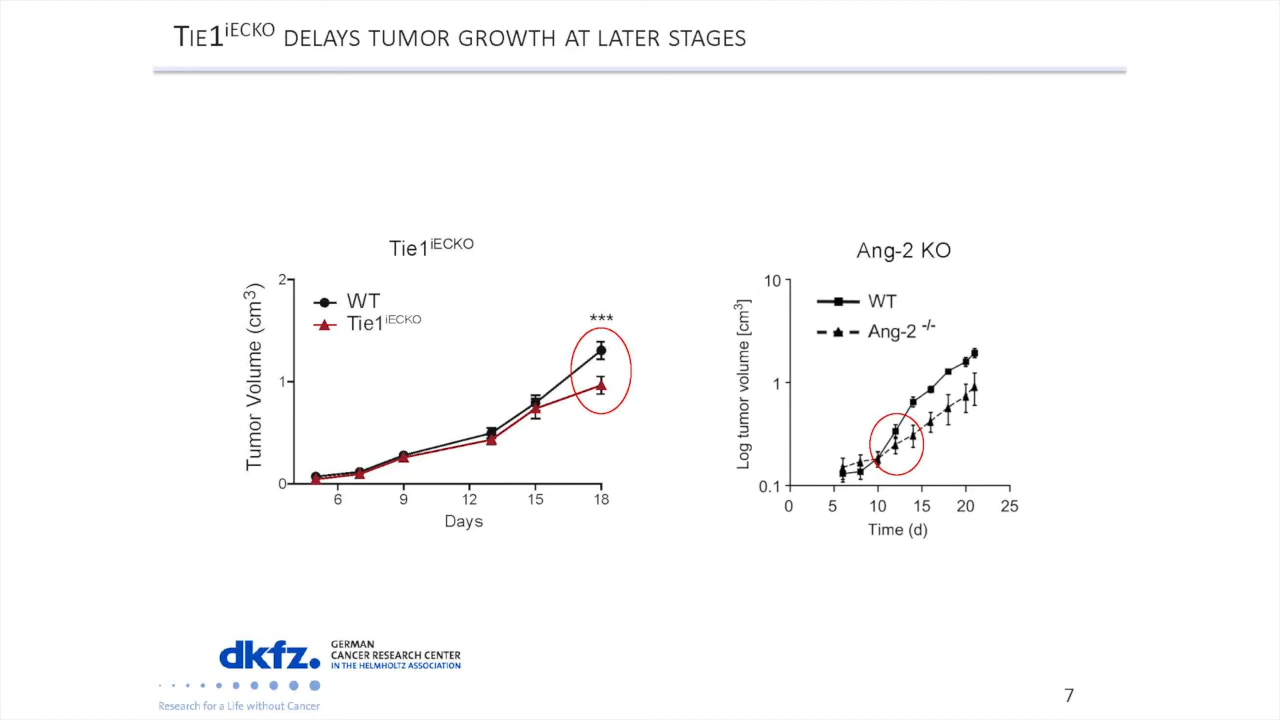 TIE1iECKO DELAYS TUMOR GROWTH AT LATER STAGES
Tie1iECKO
Tumor Volume (cm3)
2
1
0
WT
Tie1iECKO
***
6 9 12 15 18
Days
Ang-2 KO
Log tumor volume [cm3]
10
1
0.1
WT
Ang-2 -/-
0 5 10 15 20 25
Time (d)
dkfz.
GERMAN
CANCER RESEARCH CENTER
IN THE HELMHOLTZ ASSOCIATION
Research for a Life without Cancer
7